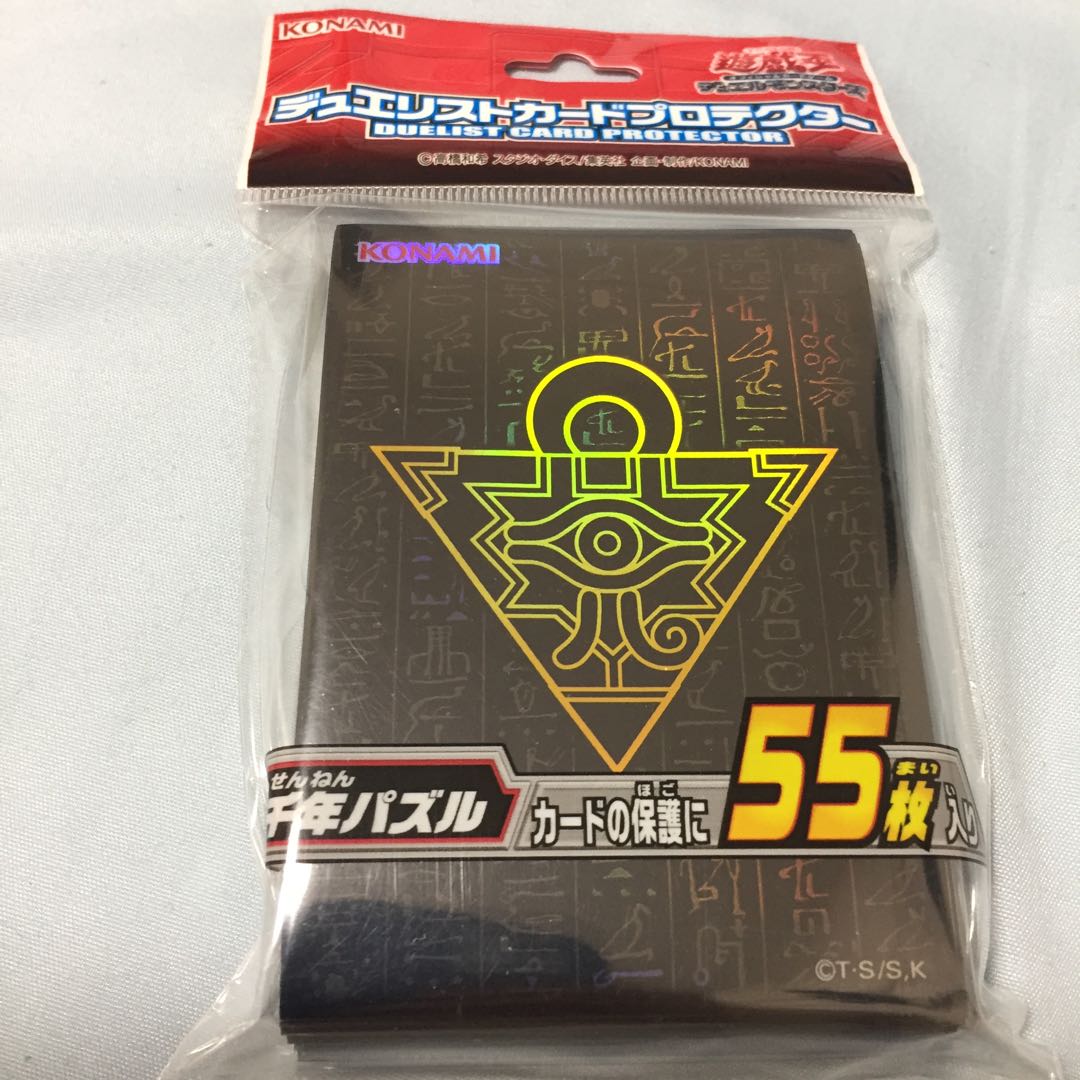 KONAMI
遊戯王
デュエルモンスターズ
デュエリストカードプロテクター
DUELIST CARD PROTECTOR
©高橋和希 スタジオ・ダイス/集英社 企画・制作/KONAMI
KONAMI
せんねん
千年パズル
ほご
カードの保護に
55
まい
枚
い
入り
©T·S/S,K